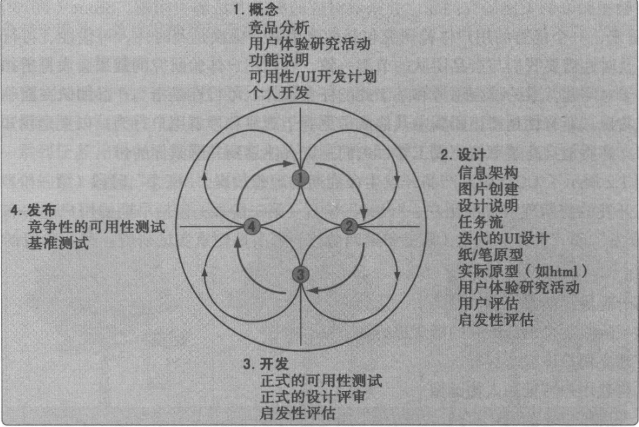 1. 概念
竞品分析
用户体验研究活动
功能说明
可用性/UI开发计划
个人开发
2. 设计
信息架构
图片创建
设计说明
任务流
迭代的UI设计
纸/笔原型
实际原型（如html）
用户体验研究活动
用户评估
启发性评估
4. 发布
竞争性的可用性测试
基准测试
1
2
3
4
3. 开发
正式的可用性测试
正式的设计评审
启发性评估